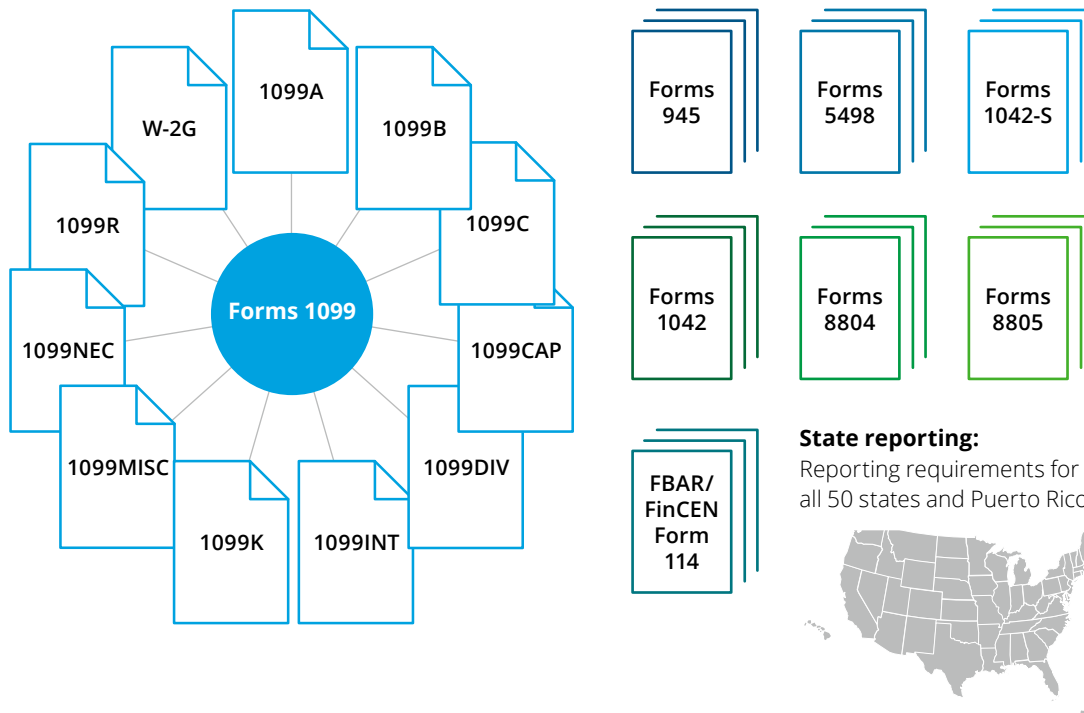 1099A
W-2G
1099B
1099R
1099C
Forms 1099
1099NEC
1099CAP
1099MISC
1099DIV
1099K
1099INT
Forms
945
Forms
5498
Forms
1042-S
Forms
1042
Forms
8804
Forms
8805
FBAR/
FinCEN
Form
114
State reporting:
Reporting requirements for
all 50 states and Puerto Rico